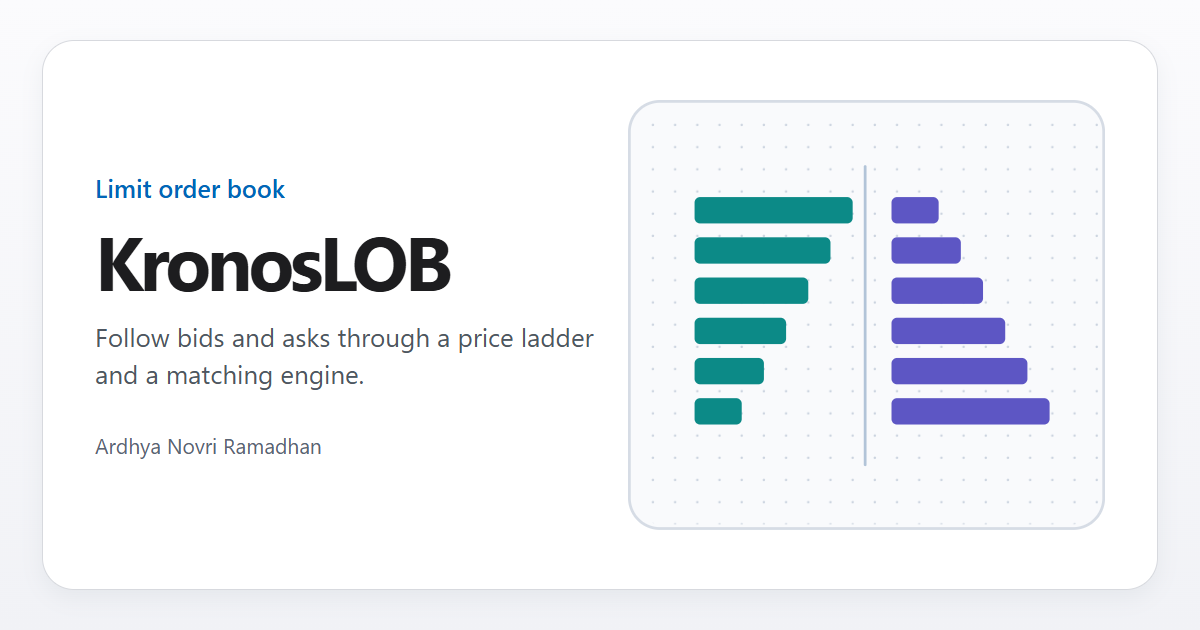 Limit order book
KronosLOB
Follow bids and asks through a price ladder
and a matching engine.
Ardhya Novri Ramadhan